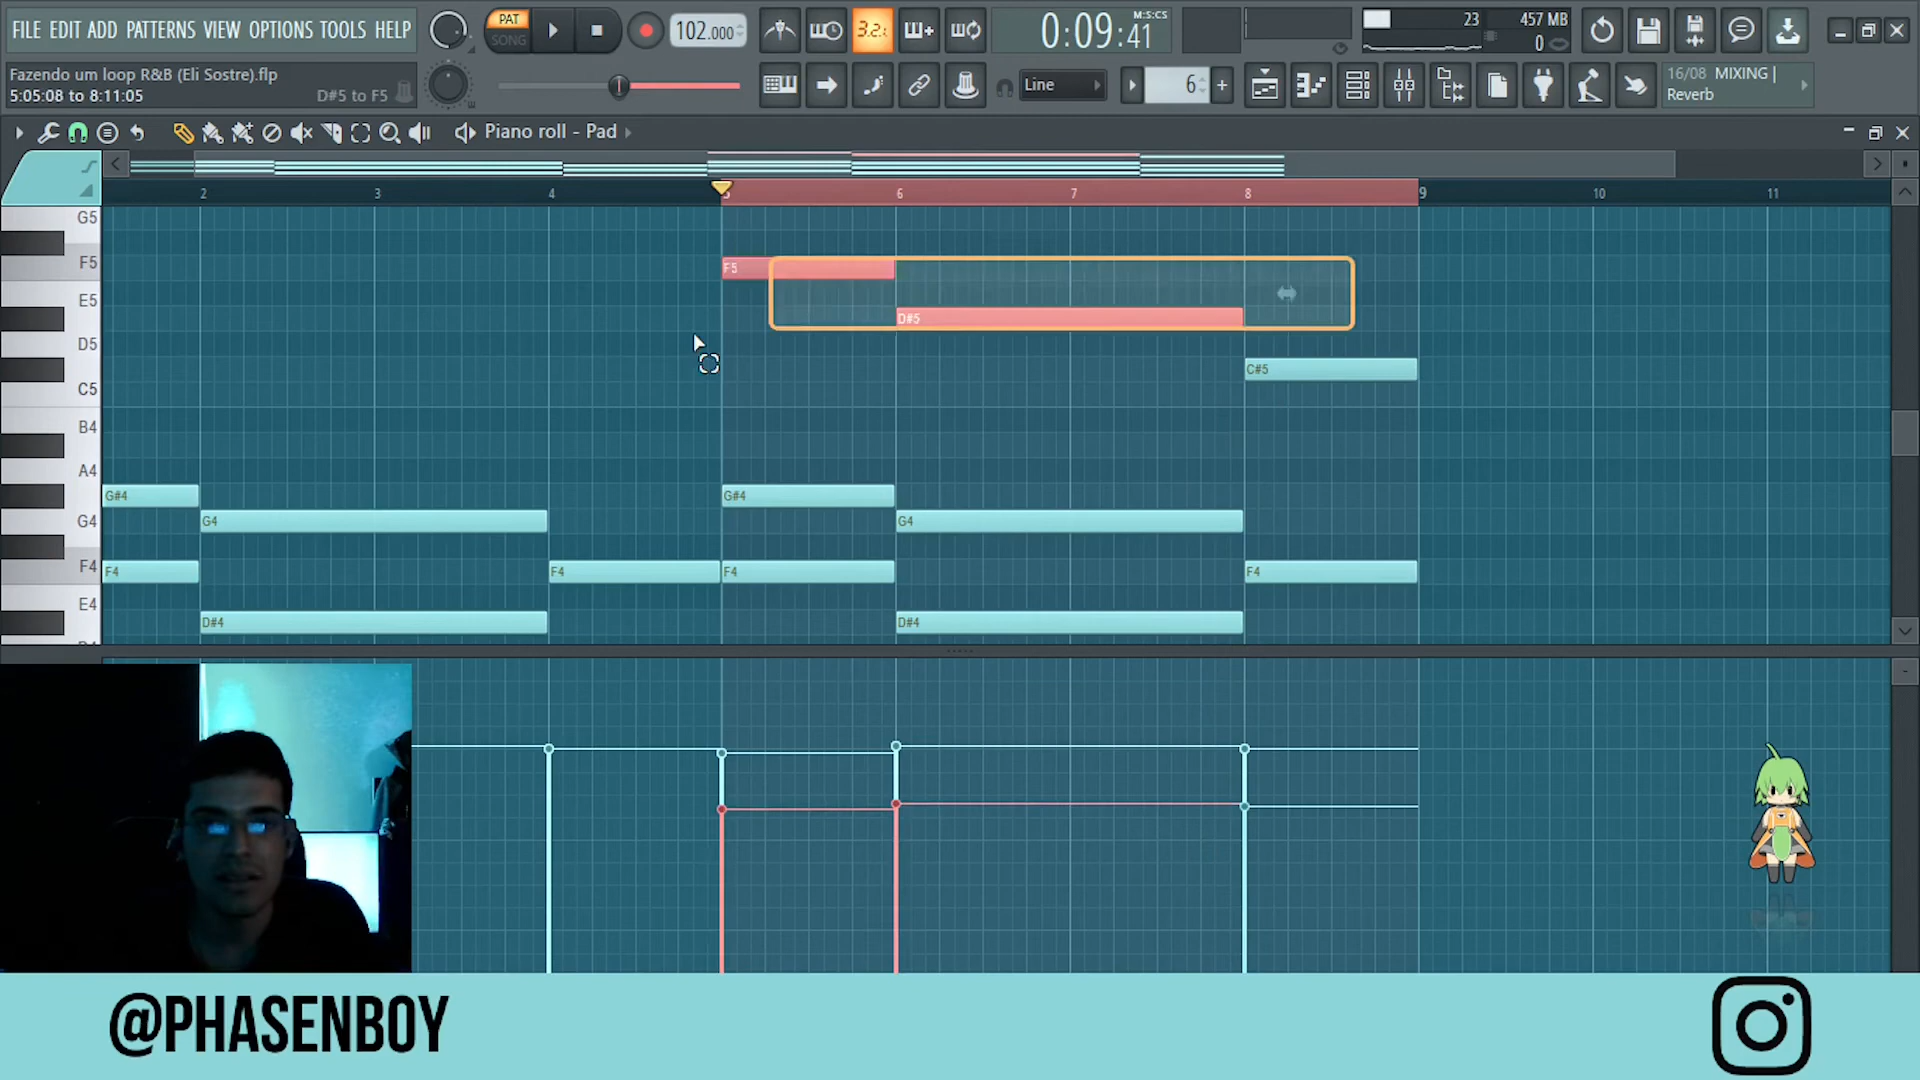 FILE EDIT ADD PATTERNS VIEW OPTIONS TOOLS HELP
PAT
SONG
102.000
3.2.
0:09:41
M:S:CS
23
457 MB
0
Fazendo um loop R&B (Eli Sostre).flp
5:05:08 to 8:11:05
D#5 to F5
Line
6
16/08 MIXING |
Reverb
Piano roll - Pad
2 3 4 5 6 7 8 9 10 11
G5
F5
F5
E5
D#5
D5
C#5
C5
B4
A4
G#4
G#4
G4
G4
G4
F4
F4
F4
F4
F4
E4
D#4
D#4
@PHASENBOY